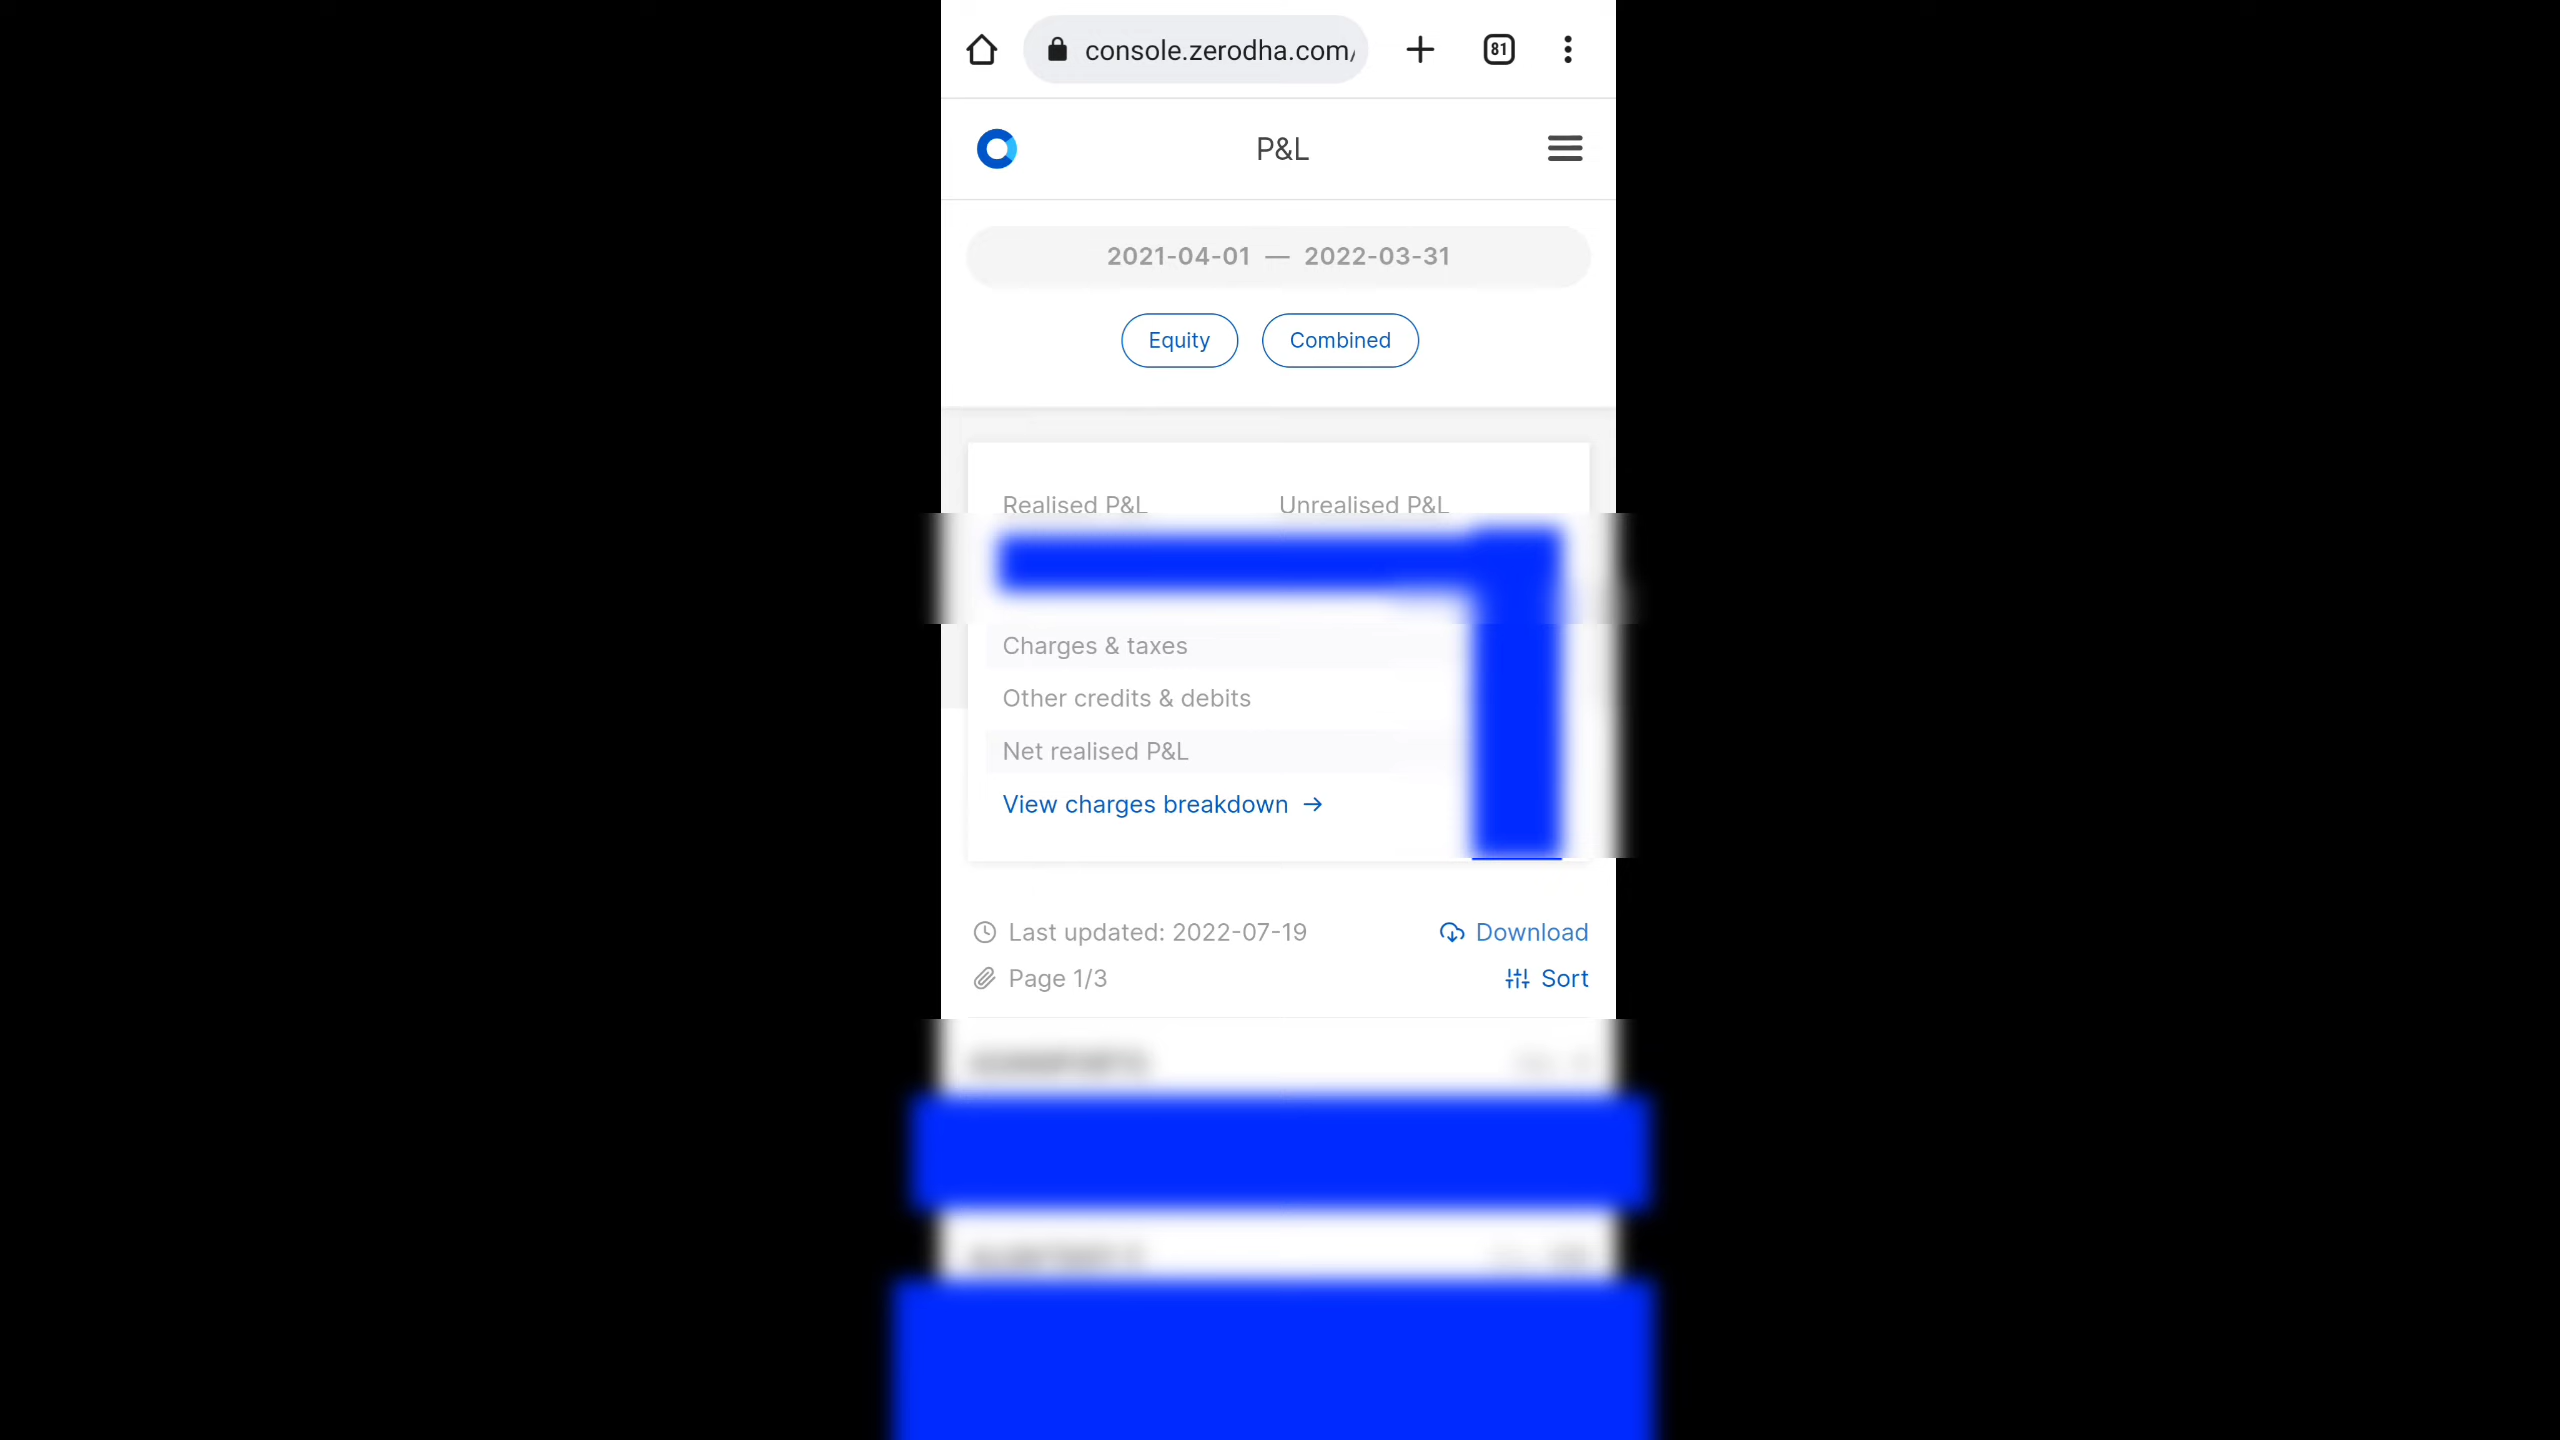 console.zerodha.com/
81
P&L
2021-04-01 — 2022-03-31
Equity Combined
Realised P&L Unrealised P&L
Charges & taxes
Other credits & debits
Net realised P&L
View charges breakdown →
Last updated: 2022-07-19 Download
Page 1/3 Sort